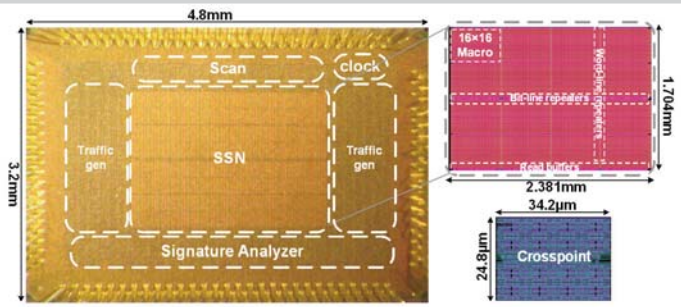 4.8mm
3.2mm
Scan
clock
Traffic
gen
SSN
Traffic
gen
Signature Analyzer
16×16
Macro
Word-line repeaters
Bit-line repeaters
Read buffers
1.704mm
2.381mm
34.2µm
24.8µm
Crosspoint